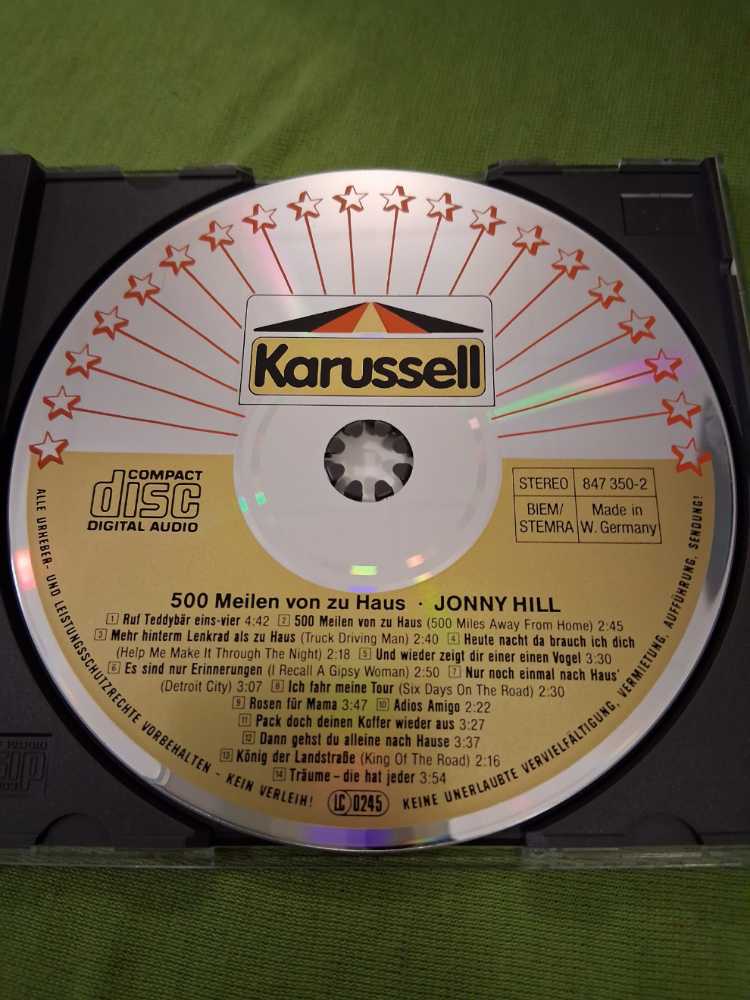 Karussell
COMPACT
disc
DIGITAL AUDIO
STEREO 847 350-2
BIEM/ STEMRA Made in W. Germany
500 Meilen von zu Haus · JONNY HILL
1 Ruf Teddybär eins-vier 4:42 2 500 Meilen von zu Haus (500 Miles Away From Home) 2:45
3 Mehr hinterm Lenkrad als zu Haus (Truck Driving Man) 2:40 4 Heute nacht da brauch ich dich
(Help Me Make It Through The Night) 2:18 5 Und wieder zeigt dir einer einen Vogel 3:30
6 Es sind nur Erinnerungen (I Recall A Gipsy Woman) 2:50 7 Nur noch einmal nach Haus'
(Detroit City) 3:07 8 Ich fahr meine Tour (Six Days On The Road) 2:30
9 Rosen für Mama 3:47 10 Adios Amigo 2:22
11 Pack doch deinen Koffer wieder aus 3:27
12 Dann gehst du alleine nach Hause 3:37
13 König der Landstraße (King Of The Road) 2:16
14 Träume - die hat jeder 3:54
ALLE URHEBER- UND LEISTUNGSSCHUTZRECHTE VORBEHALTEN - KEIN VERLEIH! LC 0245 KEINE UNERLAUBTE VERVIELFÄLTIGUNG, VERMIETUNG, AUFFÜHRUNG, SENDUNG!